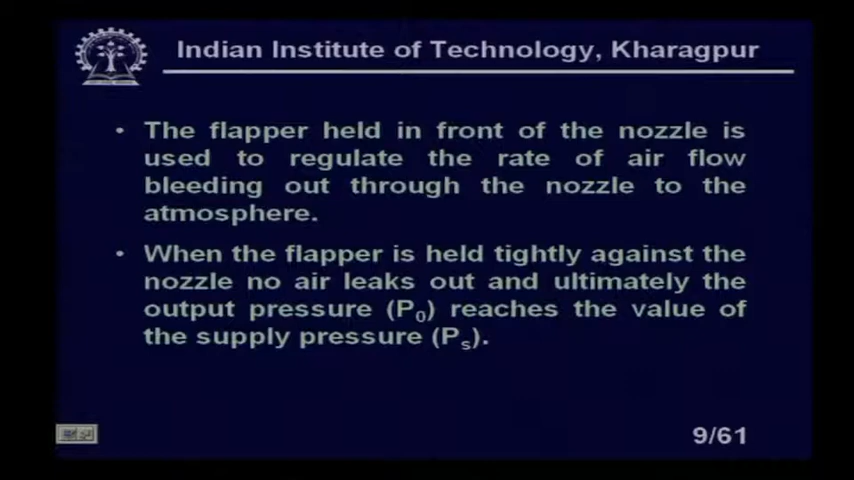 Indian Institute of Technology, Kharagpur
• The flapper held in front of the nozzle is
used to regulate the rate of air flow
bleeding out through the nozzle to the
atmosphere.
• When the flapper is held tightly against the
nozzle no air leaks out and ultimately the
output pressure (P₀) reaches the value of
the supply pressure (Pₛ).
9/61